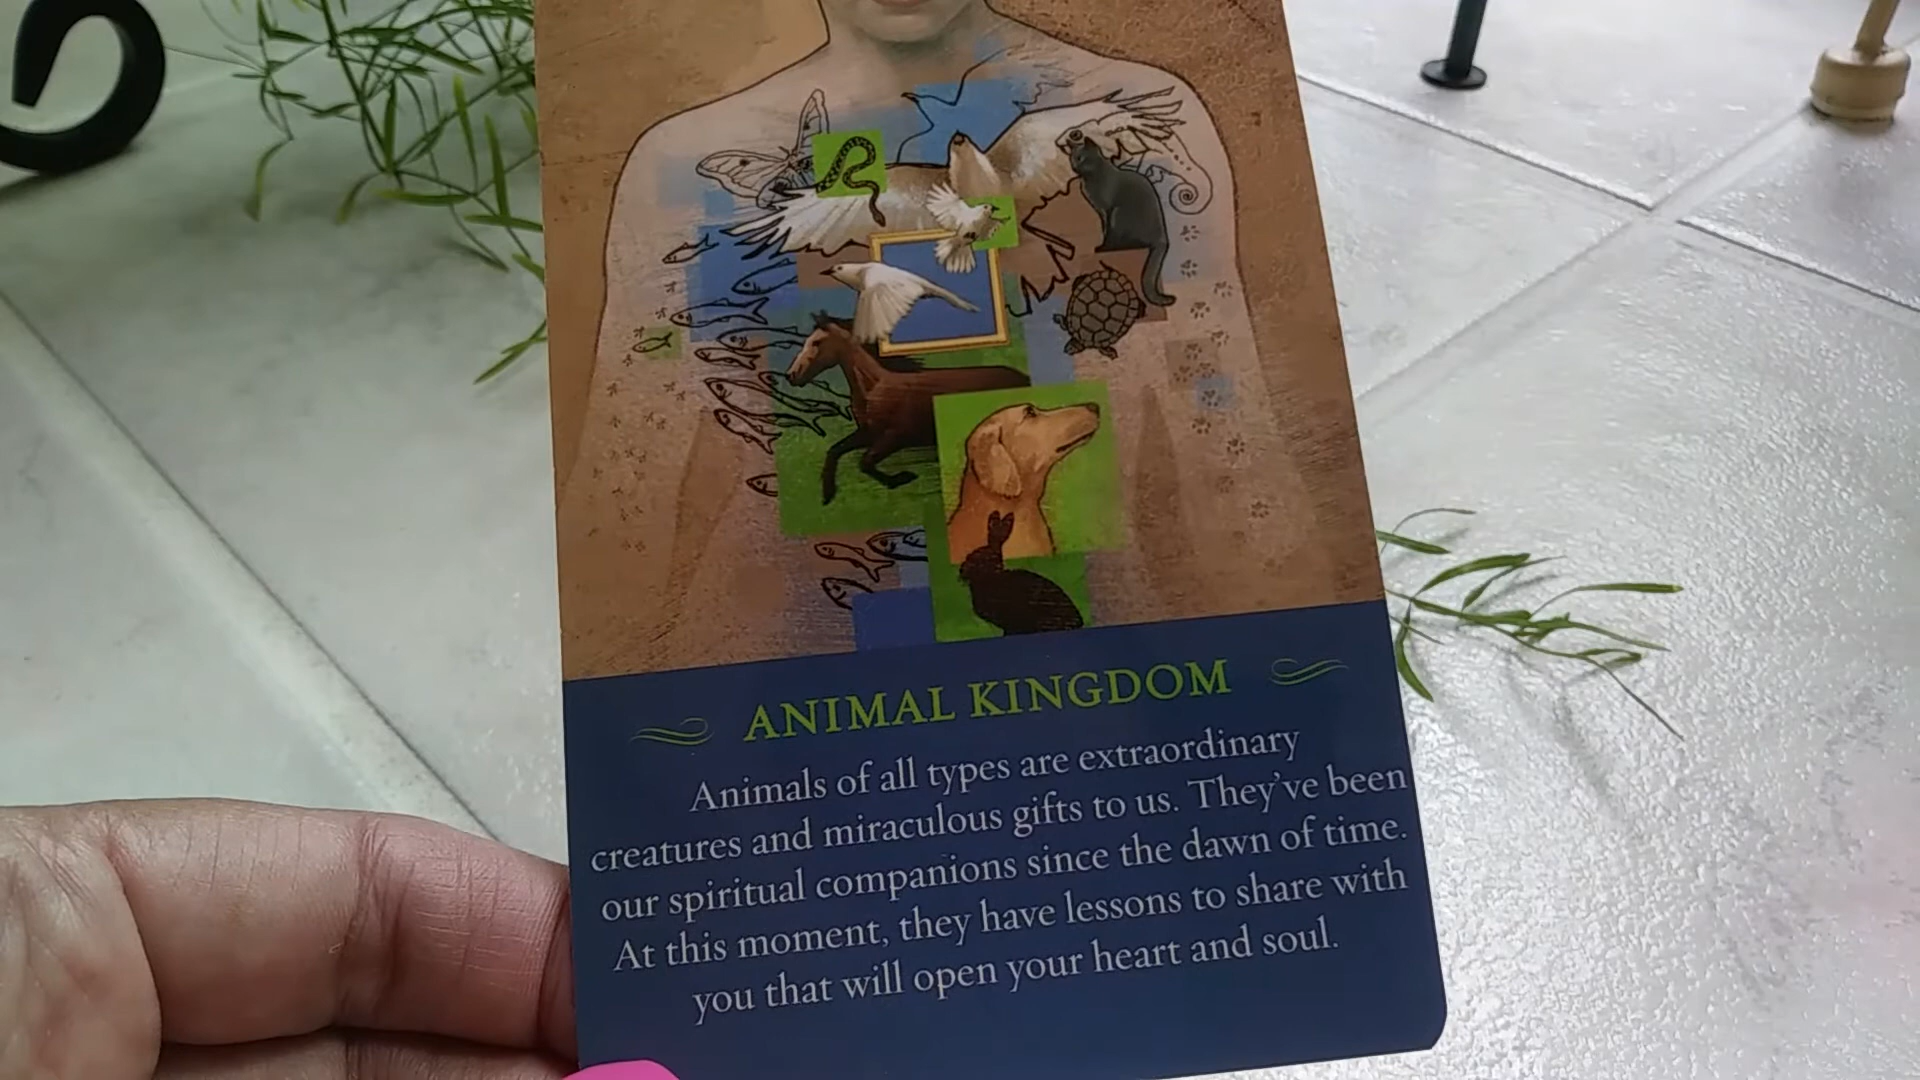 ANIMAL KINGDOM
Animals of all types are extraordinary
creatures and miraculous gifts to us. They've been
our spiritual companions since the dawn of time.
At this moment, they have lessons to share with
you that will open your heart and soul.